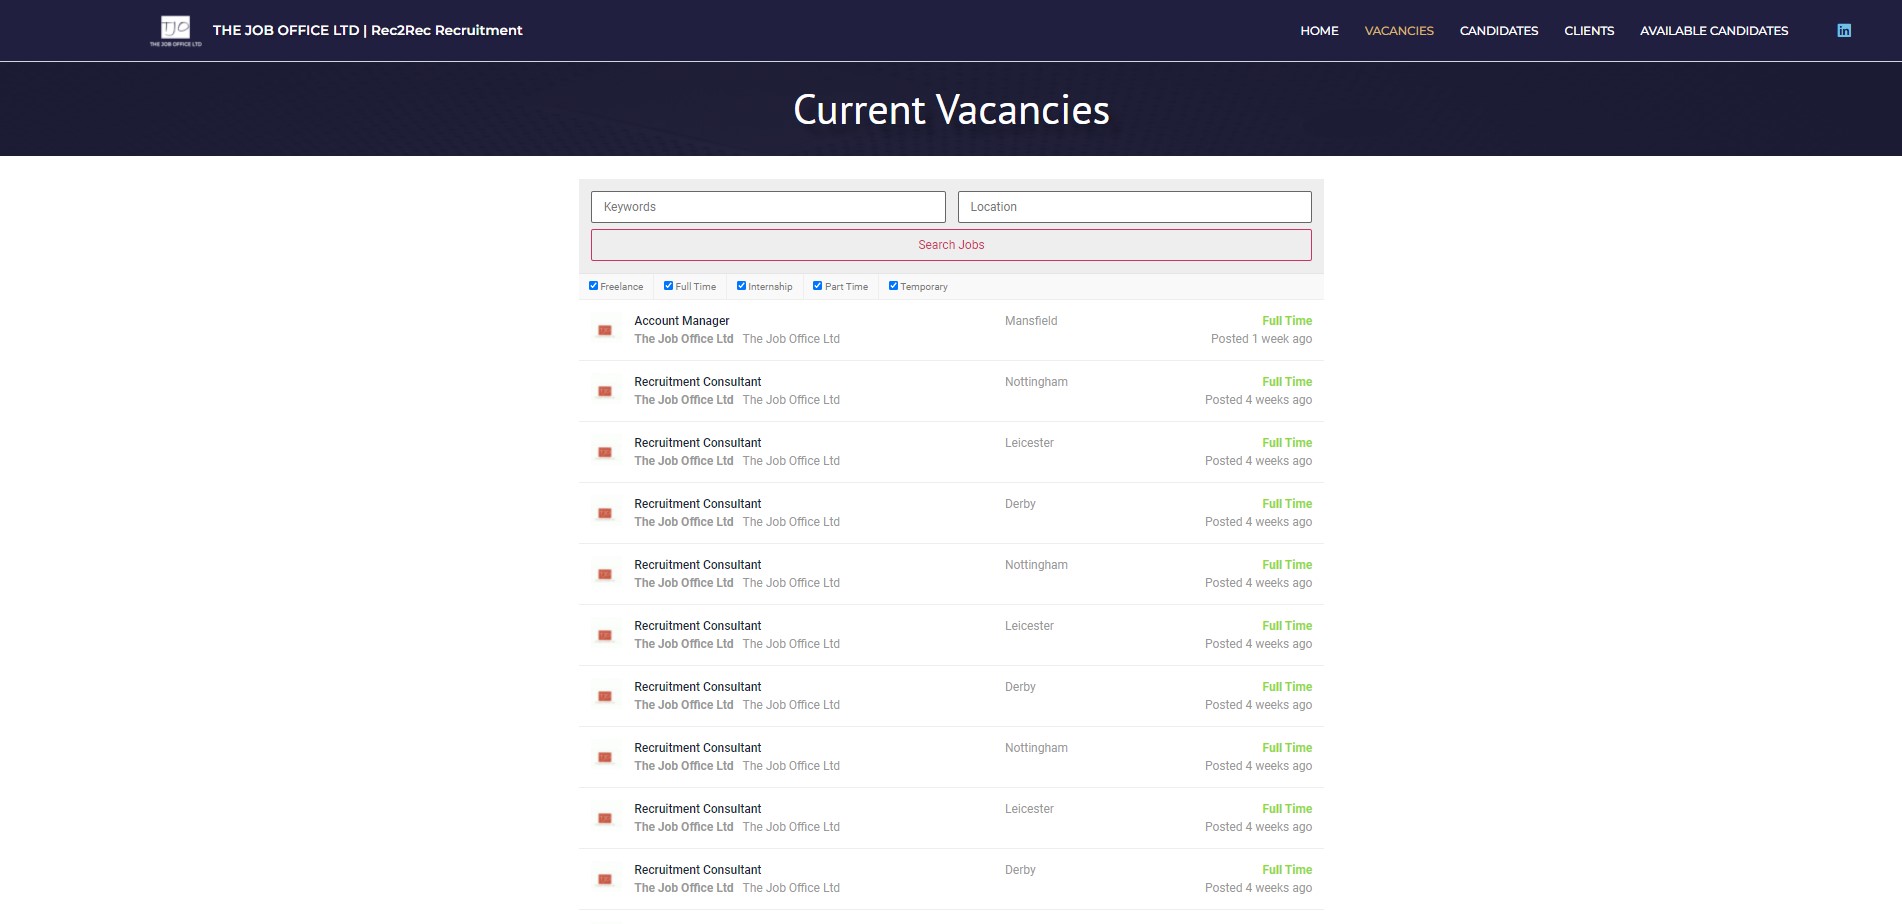 TJO
THE JOB OFFICE LTD
THE JOB OFFICE LTD | Rec2Rec Recruitment
HOME VACANCIES CANDIDATES CLIENTS AVAILABLE CANDIDATES in
Current Vacancies
Keywords Location
Search Jobs
Freelance Full Time Internship Part Time Temporary
Account Manager Mansfield Full Time
The Job Office Ltd The Job Office Ltd Posted 1 week ago
Recruitment Consultant Nottingham Full Time
The Job Office Ltd The Job Office Ltd Posted 4 weeks ago
Recruitment Consultant Leicester Full Time
The Job Office Ltd The Job Office Ltd Posted 4 weeks ago
Recruitment Consultant Derby Full Time
The Job Office Ltd The Job Office Ltd Posted 4 weeks ago
Recruitment Consultant Nottingham Full Time
The Job Office Ltd The Job Office Ltd Posted 4 weeks ago
Recruitment Consultant Leicester Full Time
The Job Office Ltd The Job Office Ltd Posted 4 weeks ago
Recruitment Consultant Derby Full Time
The Job Office Ltd The Job Office Ltd Posted 4 weeks ago
Recruitment Consultant Nottingham Full Time
The Job Office Ltd The Job Office Ltd Posted 4 weeks ago
Recruitment Consultant Leicester Full Time
The Job Office Ltd The Job Office Ltd Posted 4 weeks ago
Recruitment Consultant Derby Full Time
The Job Office Ltd The Job Office Ltd Posted 4 weeks ago